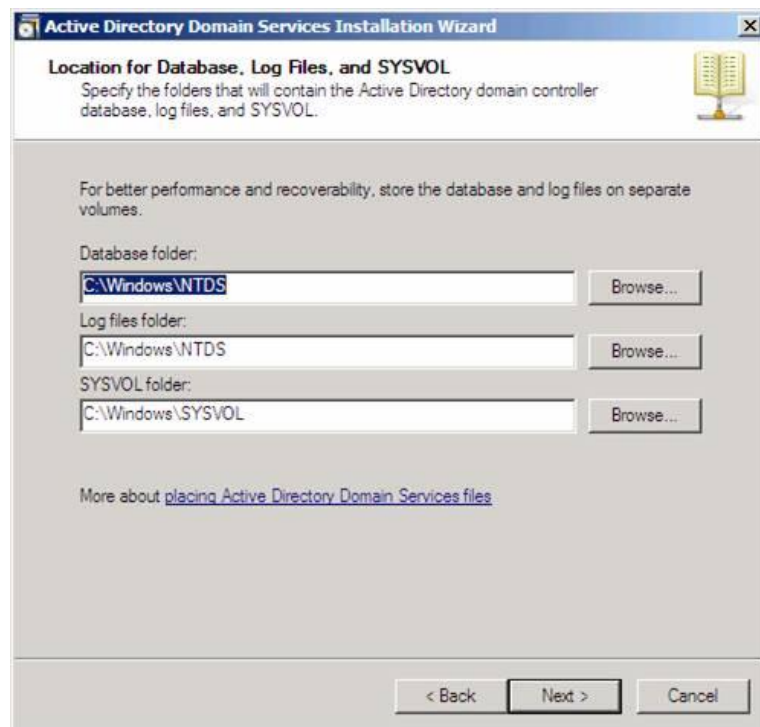 Active Directory Domain Services Installation Wizard
Location for Database, Log Files, and SYSVOL
Specify the folders that will contain the Active Directory domain controller
database, log files, and SYSVOL.
For better performance and recoverability, store the database and log files on separate
volumes.
Database folder:
C:\Windows\NTDS
Browse...
Log files folder:
C:\Windows\NTDS
Browse...
SYSVOL folder:
C:\Windows\SYSVOL
Browse...
More about placing Active Directory Domain Services files
< Back Next > Cancel